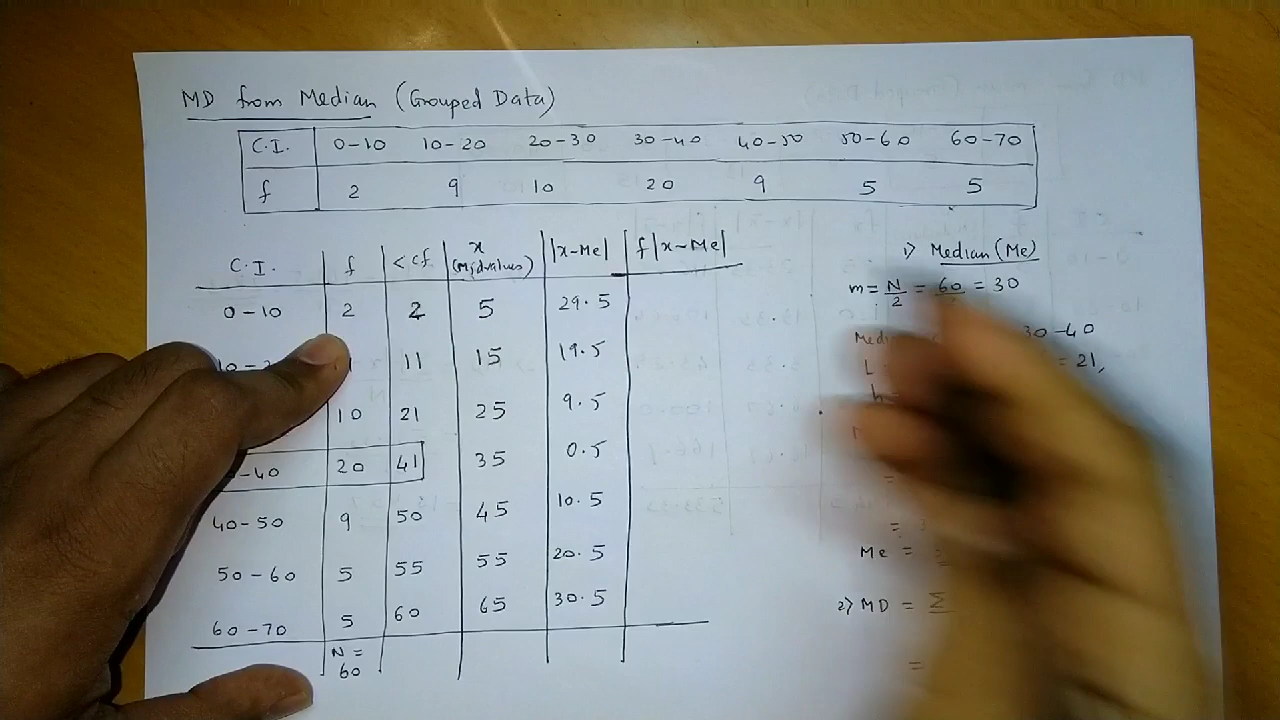 MD from Median (Grouped Data)
C.I. 0-10 10-20 20-30 30-40 40-50 50-60 60-70
f 2 9 10 20 9 5 5
C.I. f <cf x (Midvalues) |x-Me| f|x-Me|
0-10 2 2 5 29.5
11 15 19.5
10 21 25 9.5
-40 20 41 35 0.5
40-50 9 50 45 10.5
50-60 5 55 55 20.5
60-70 5 60 65 30.5
N = 60
1) Median (Me)
m = N/2 = 60/ = 30
30-40
L = = 21,
h
=
=
Me =
2) MD = Σ
=